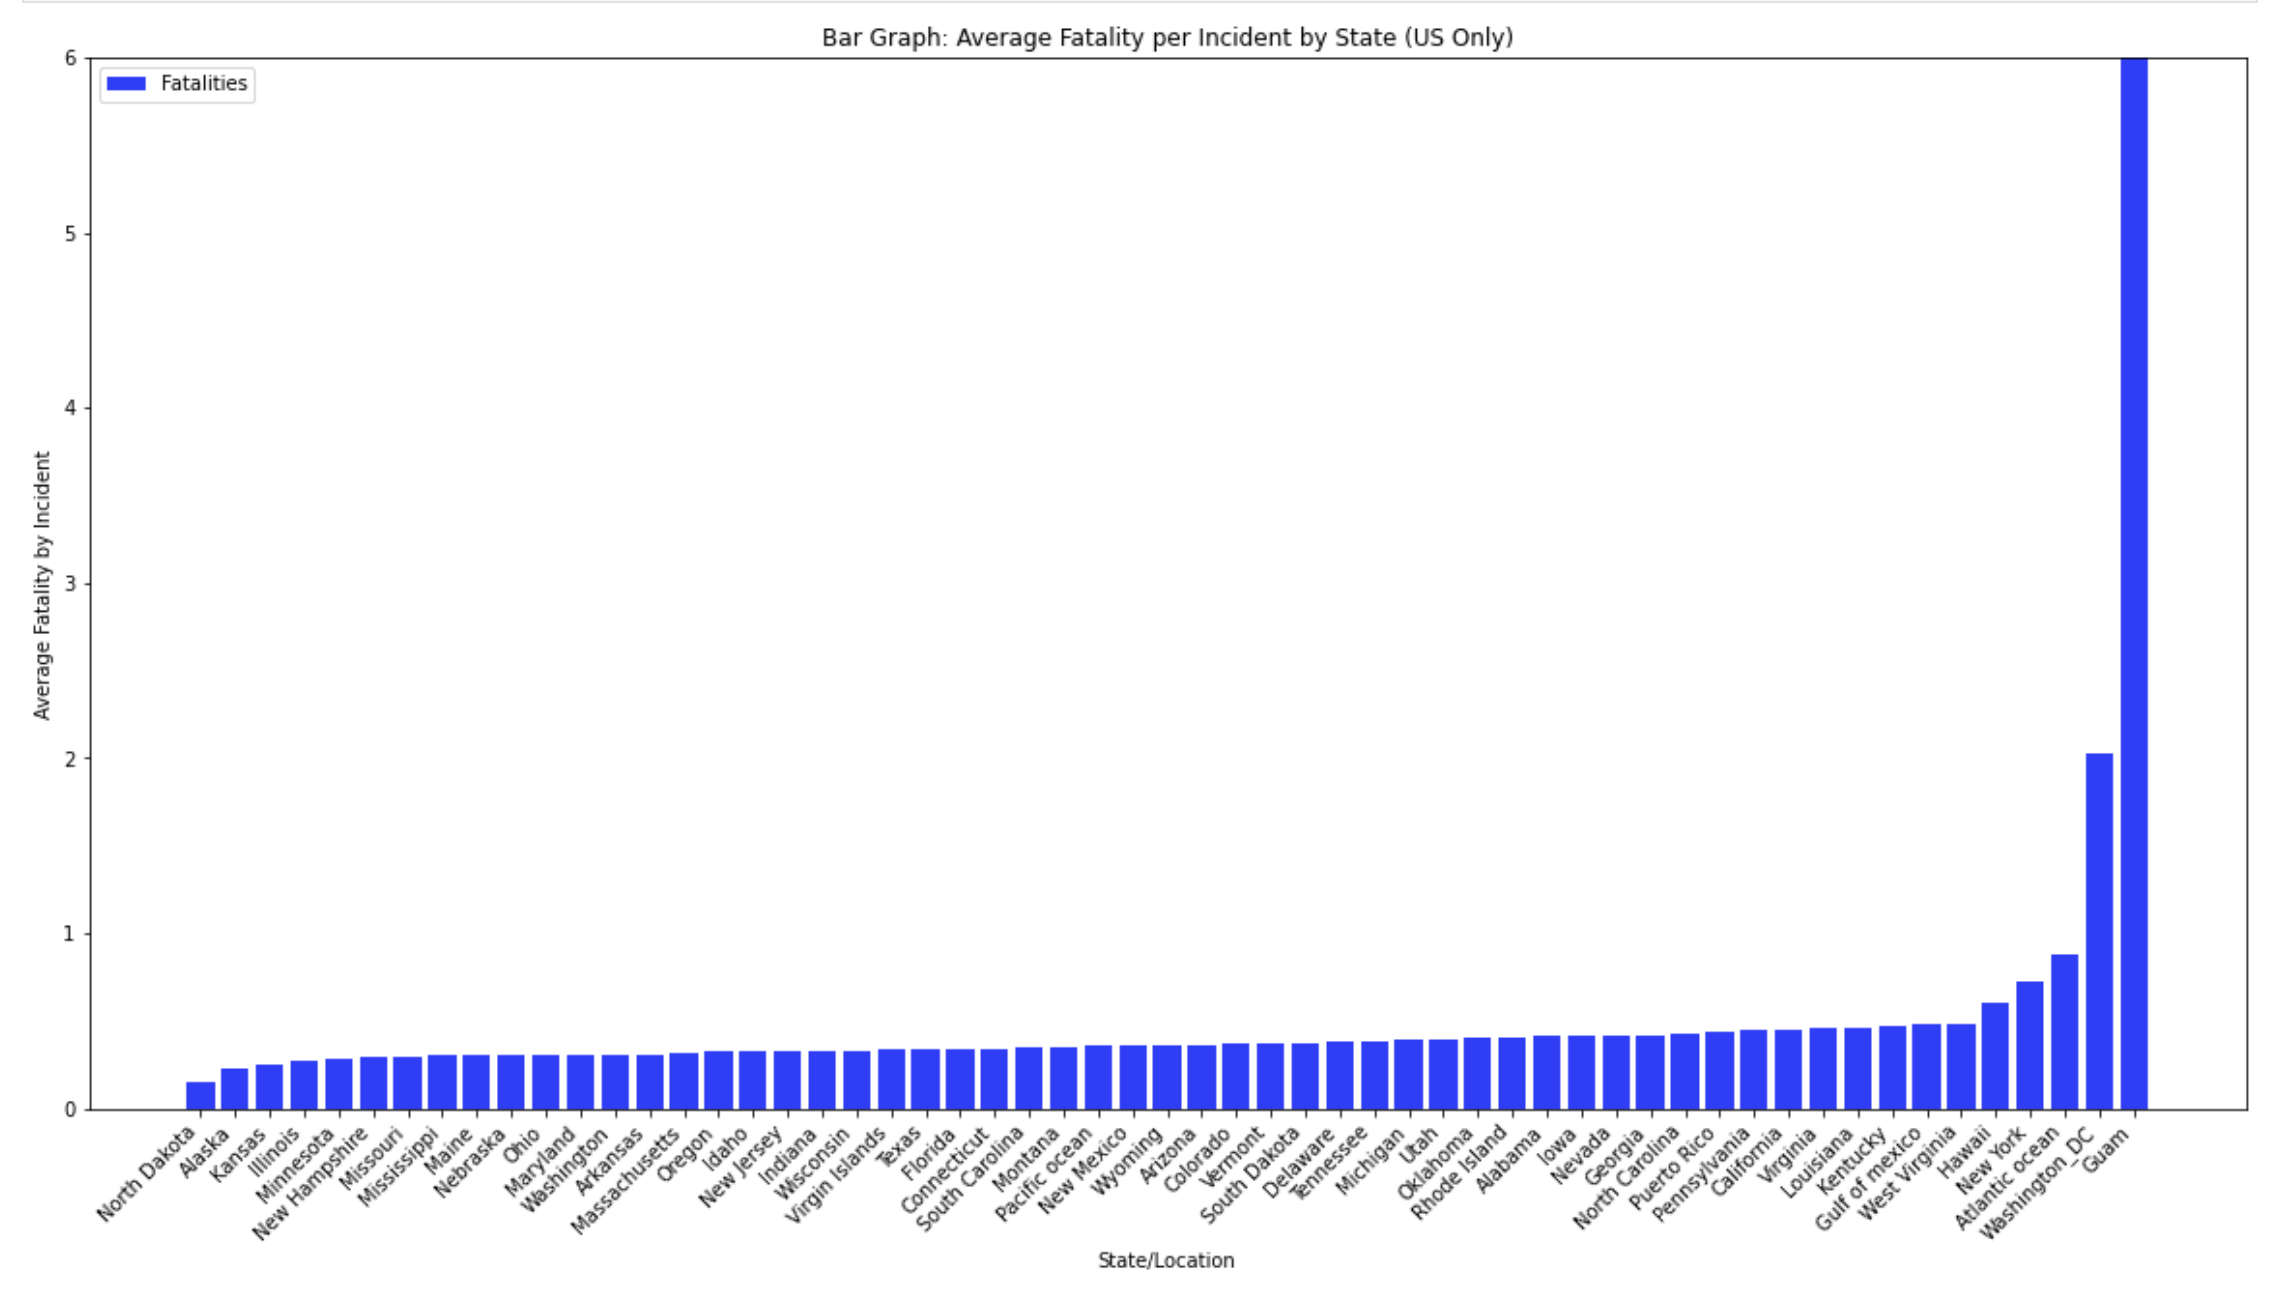 Bar Graph: Average Fatality per Incident by State (US Only)
Fatalities
6
5
4
3
2
1
0
Average Fatality by Incident
North Dakota
Alaska
Kansas
Illinois
Minnesota
New Hampshire
Missouri
Mississippi
Maine
Nebraska
Ohio
Maryland
Washington
Arkansas
Massachusetts
Oregon
Idaho
New Jersey
Indiana
Wisconsin
Virgin Islands
Texas
Florida
Connecticut
South Carolina
Montana
Pacific ocean
New Mexico
Wyoming
Arizona
Colorado
Vermont
South Dakota
Delaware
Tennessee
Michigan
Utah
Oklahoma
Rhode Island
Alabama
Iowa
Nevada
Georgia
North Carolina
Puerto Rico
Pennsylvania
California
Virginia
Louisiana
Kentucky
Gulf of mexico
West Virginia
Hawaii
New York
Atlantic ocean
Washington_DC
Guam
State/Location